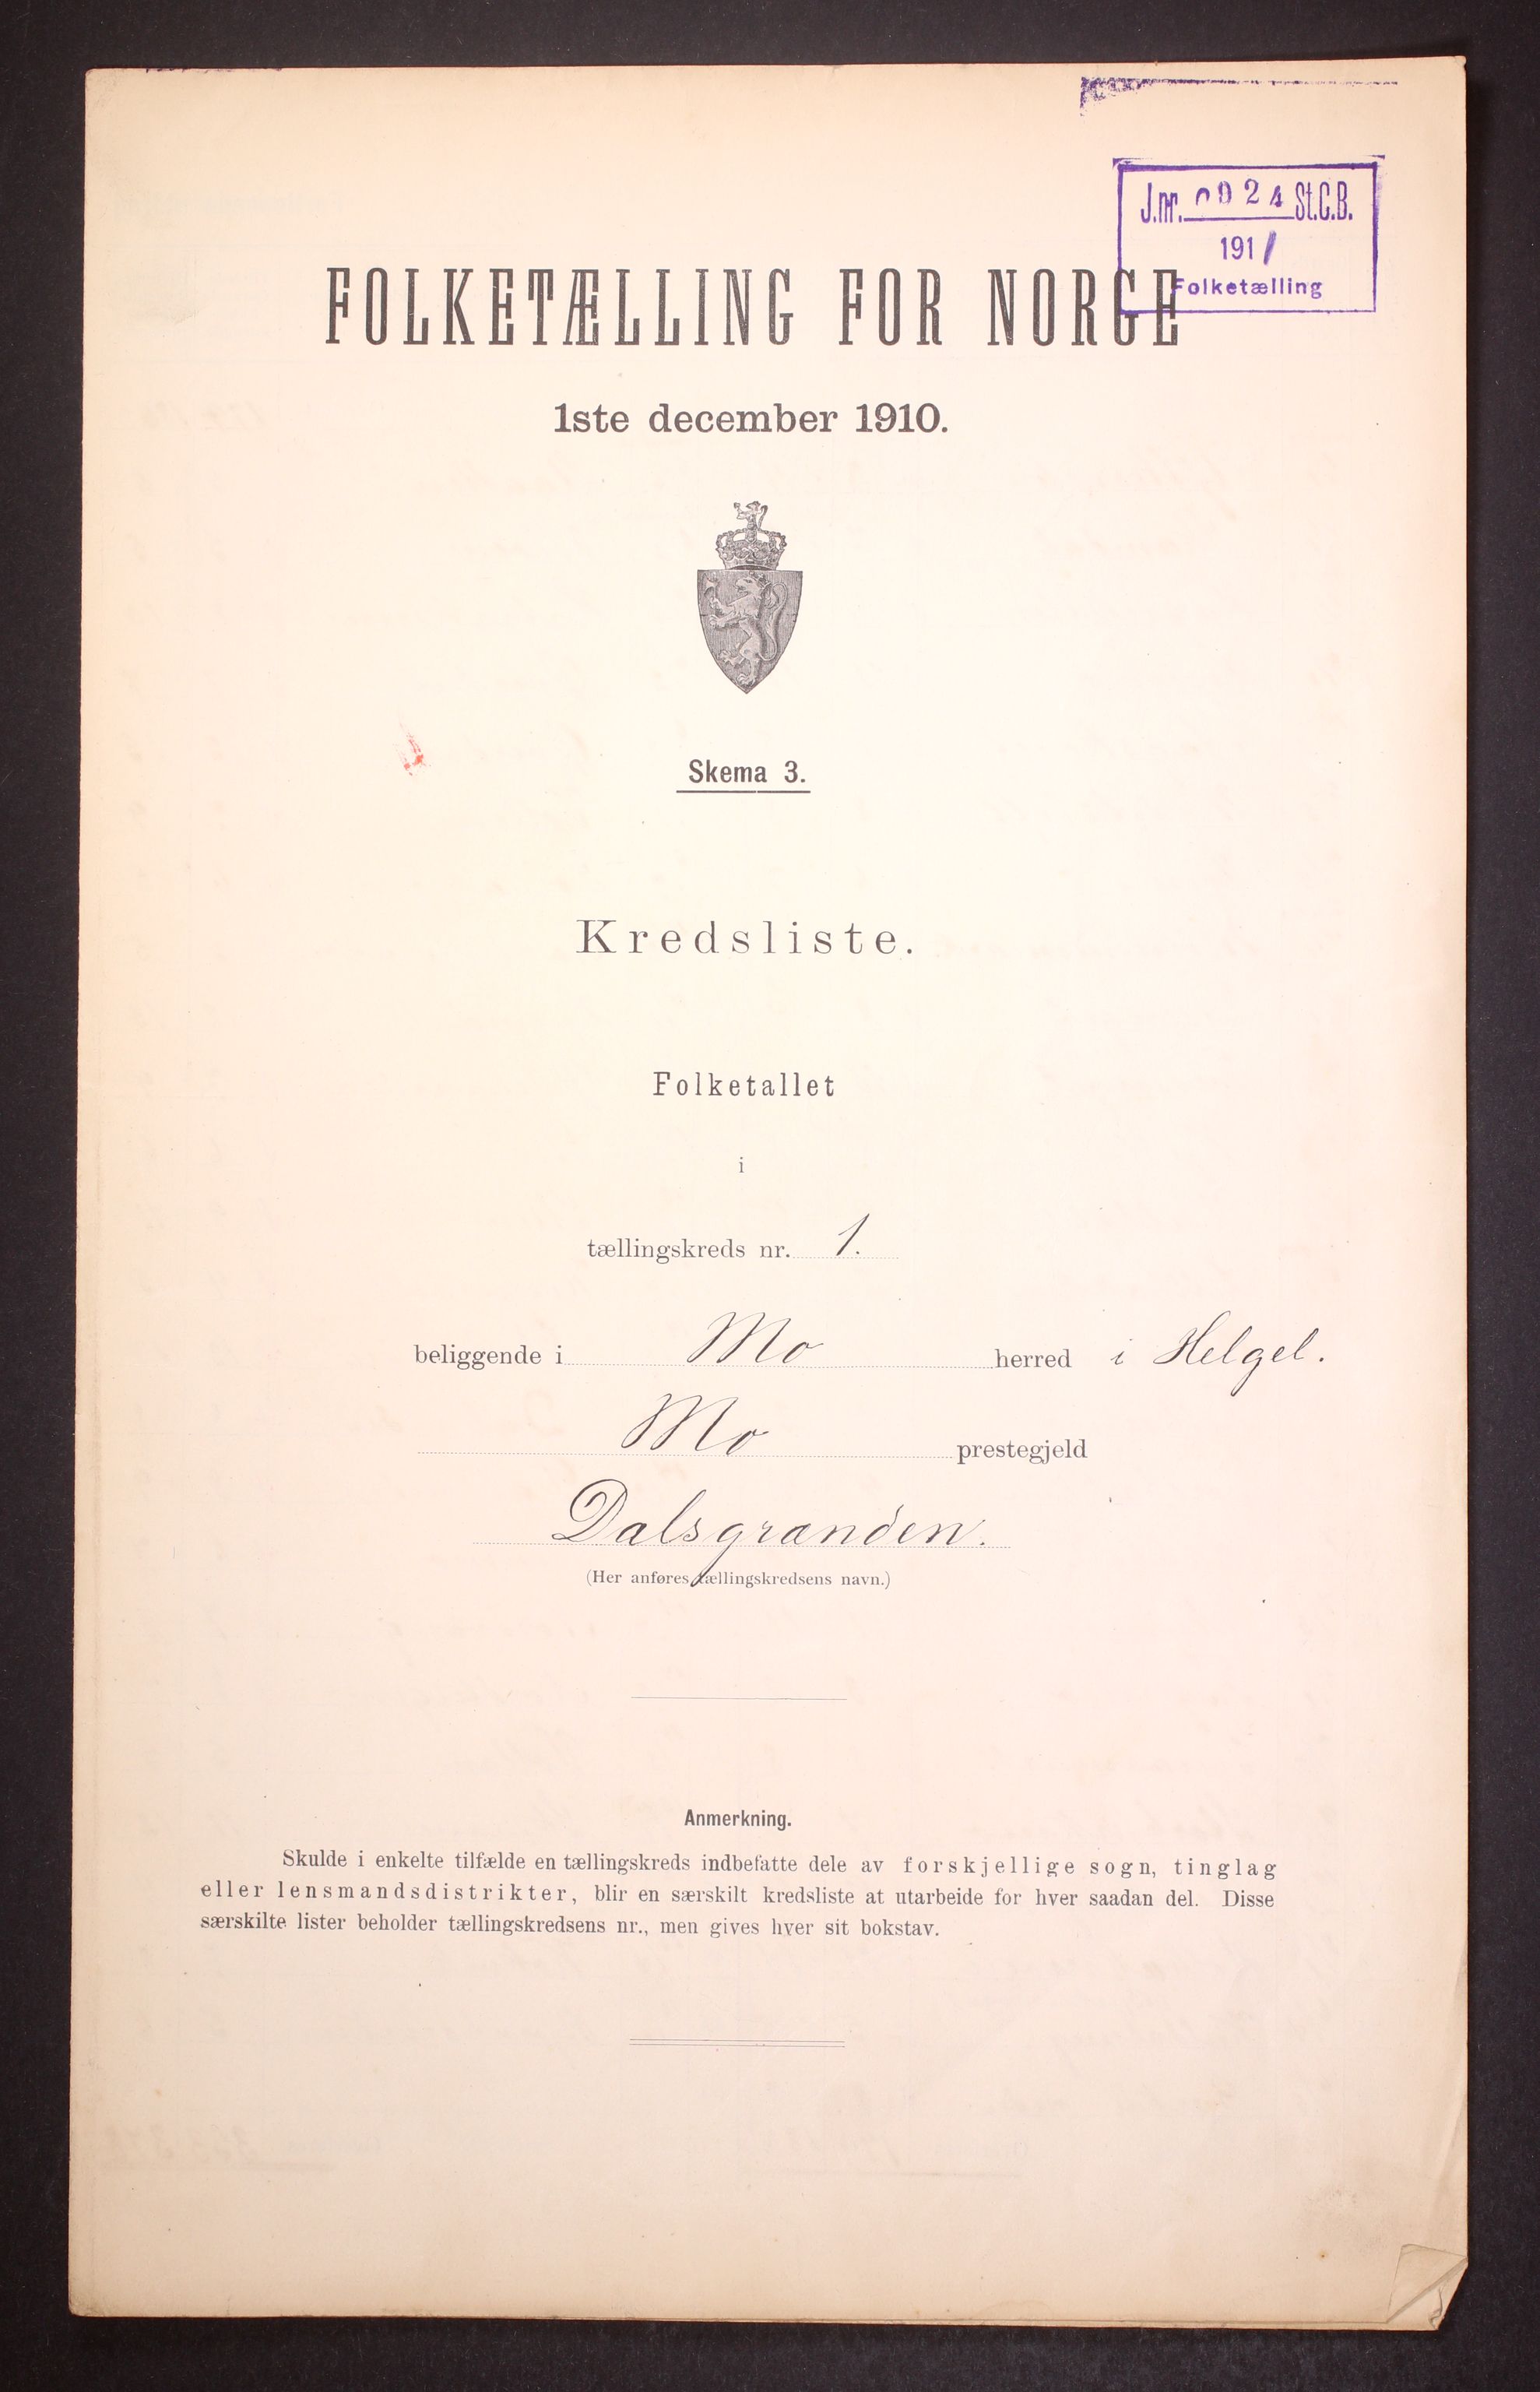 J.nr. 0924 St.C.B.
1911
Folketælling
FOLKETÆLLING FOR NORGE
1ste december 1910.
Skema 3.
Kredsliste.
Folketallet
i
tællingskreds nr. 1.
beliggende i Mo herred i Helgel.
Mo prestegjeld
Dalsgranden.
(Her anføres tællingskredsens navn.)
Anmerkning.
Skulde i enkelte tilfælde en tællingskreds indbefatte dele av forskjellige sogn, tinglag
eller lensmandsdistrikter, blir en særskilt kredsliste at utarbeide for hver saadan del. Disse
særskilte lister beholder tællingskredsens nr., men gives hver sit bokstav.